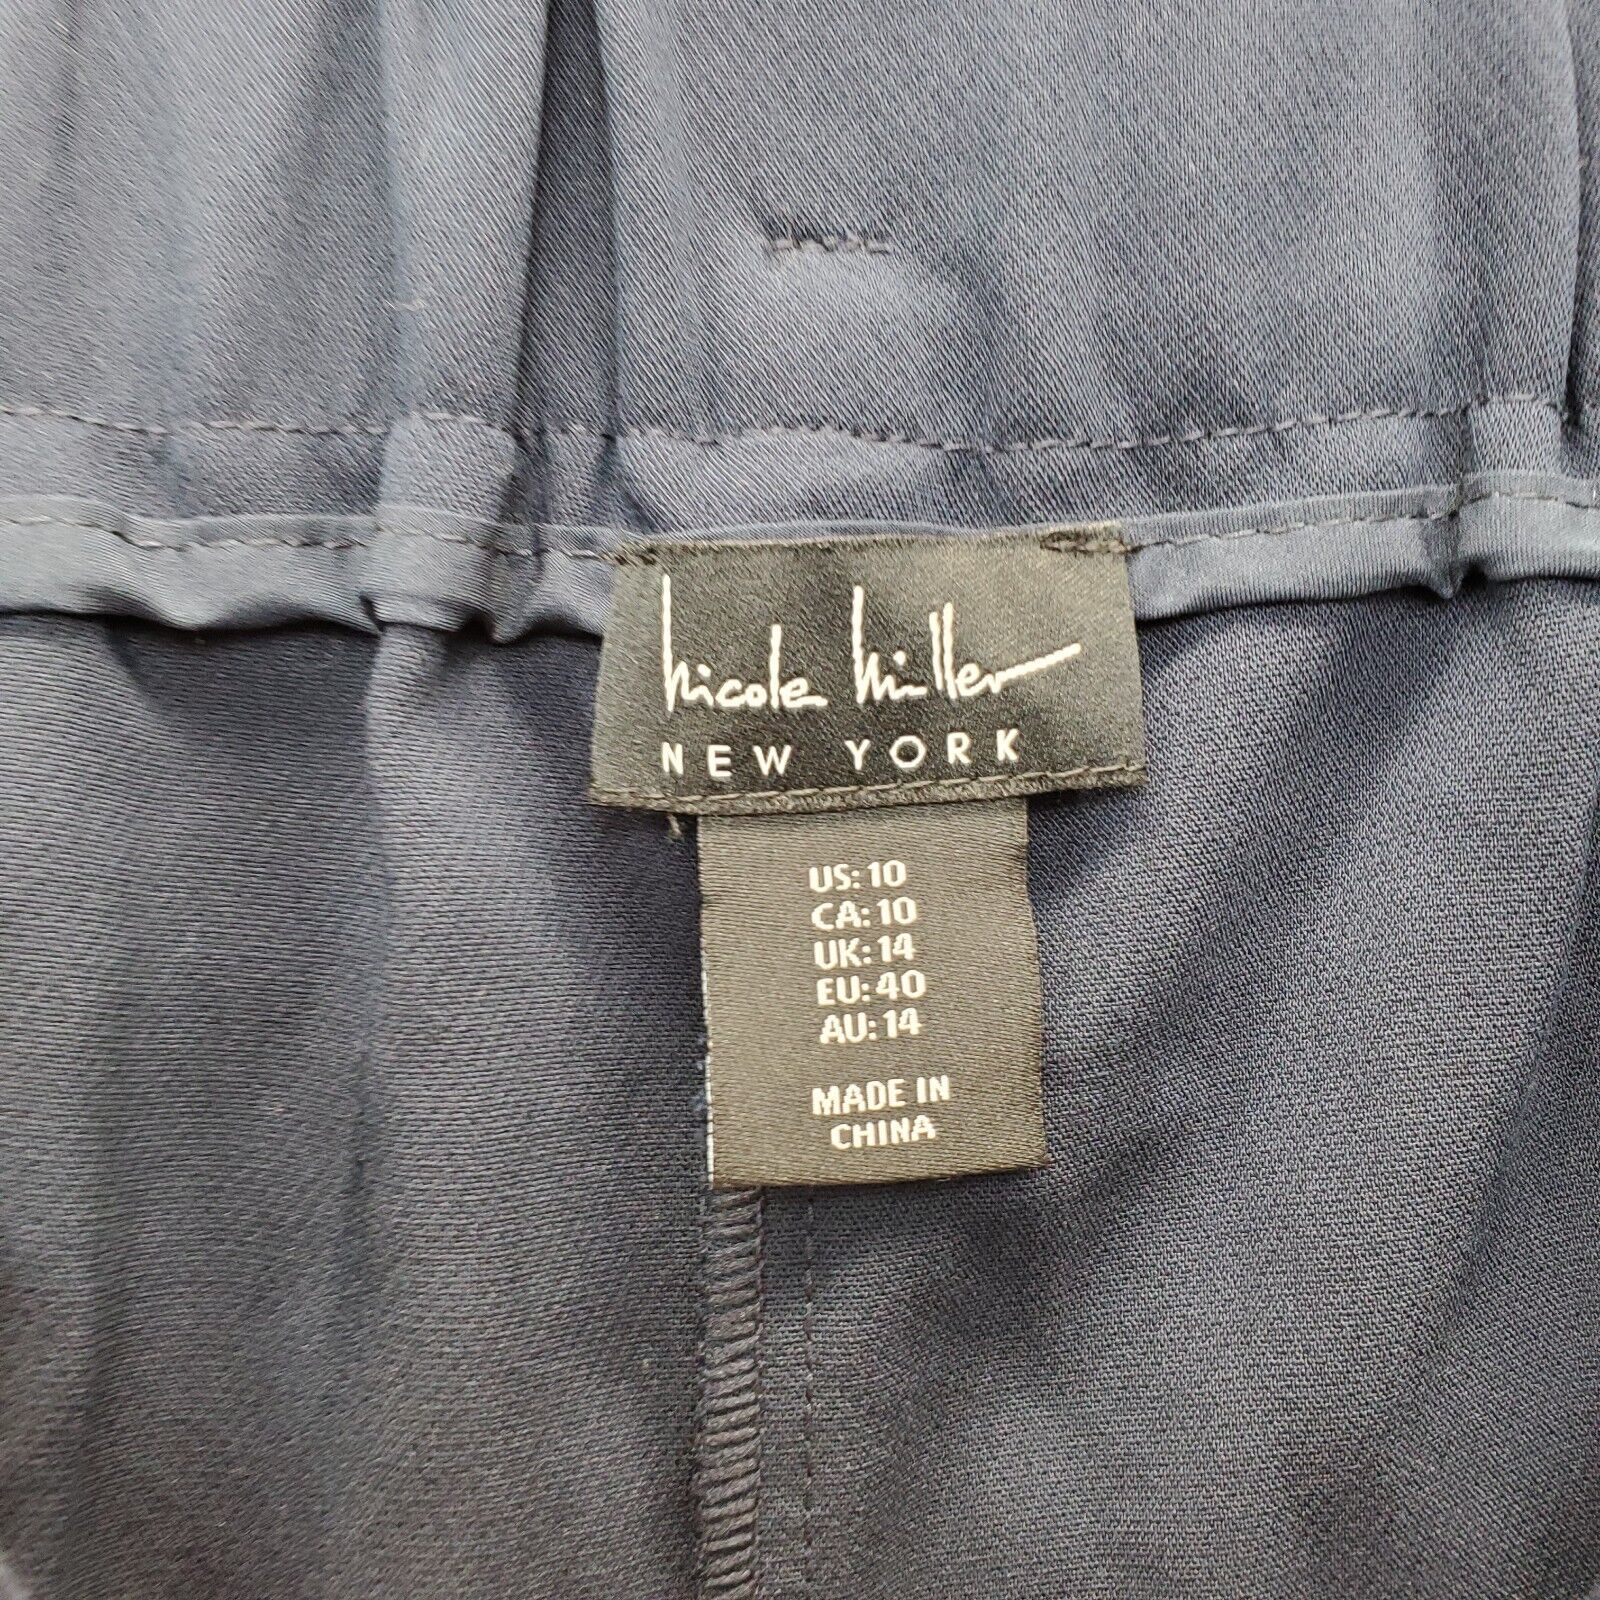 nicole miller
NEW YORK
US: 10
CA: 10
UK: 14
EU: 40
AU: 14
MADE IN
CHINA